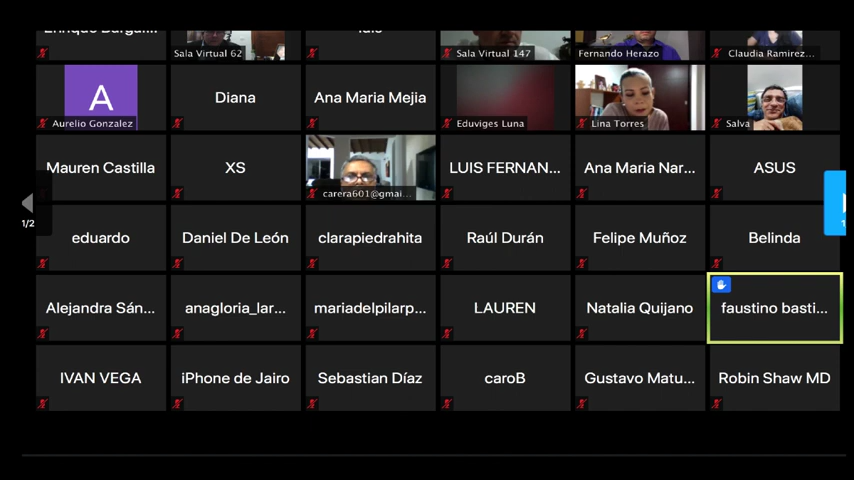 Sala Virtual 62
Sala Virtual 147
Fernando Herazo
Claudia Ramirez...
A
Aurelio Gonzalez
Diana
Ana Maria Mejia
Eduviges Luna
Lina Torres
Salva
Mauren Castilla
XS
carera601@gmai...
LUIS FERNAN...
Ana Maria Nar...
ASUS
1/2
eduardo
Daniel De León
clarapiedrahita
Raúl Durán
Felipe Muñoz
Belinda
Alejandra Sán...
anagloria_lar...
mariadelpilarp...
LAUREN
Natalia Quijano
faustino basti...
IVAN VEGA
iPhone de Jairo
Sebastian Díaz
caroB
Gustavo Matu...
Robin Shaw MD